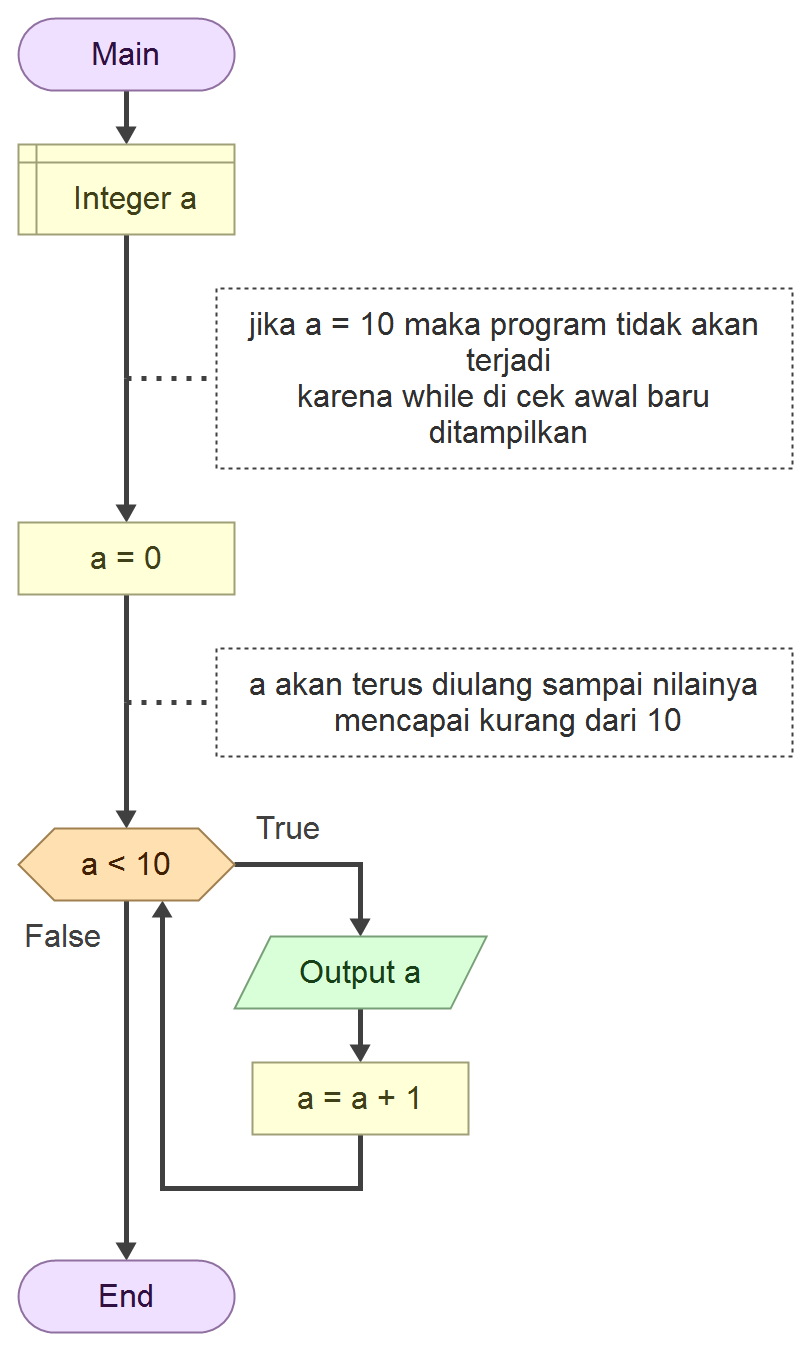 Main
Integer a
jika a = 10 maka program tidak akan
terjadi
karena while di cek awal baru
ditampilkan
a = 0
a akan terus diulang sampai nilainya
mencapai kurang dari 10
a < 10
True
False
Output a
a = a + 1
End